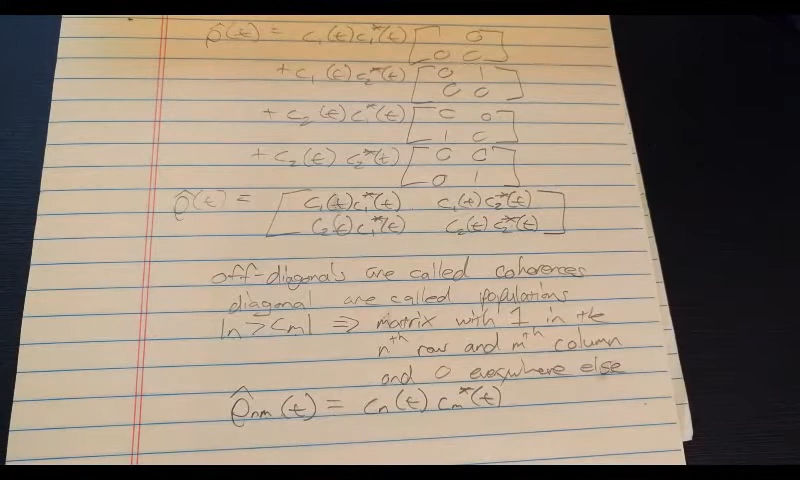 ρ̂(t) = c₁(t)c₁*(t) [1 0; 0 0]
+ c₁(t)c₂*(t) [0 1; 0 0]
+ c₂(t)c₁*(t) [0 0; 1 0]
+ c₂(t)c₂*(t) [0 0; 0 1]
ρ̂(t) = [c₁(t)c₁*(t) c₁(t)c₂*(t); c₂(t)c₁*(t) c₂(t)c₂*(t)]
off-diagonals are called coherences
diagonal are called populations
|n><m| ⇒ matrix with 1 in the
nᵗʰ row and mᵗʰ column
and 0 everywhere else
ρ̂ₙₘ(t) = cₙ(t)cₘ*(t)